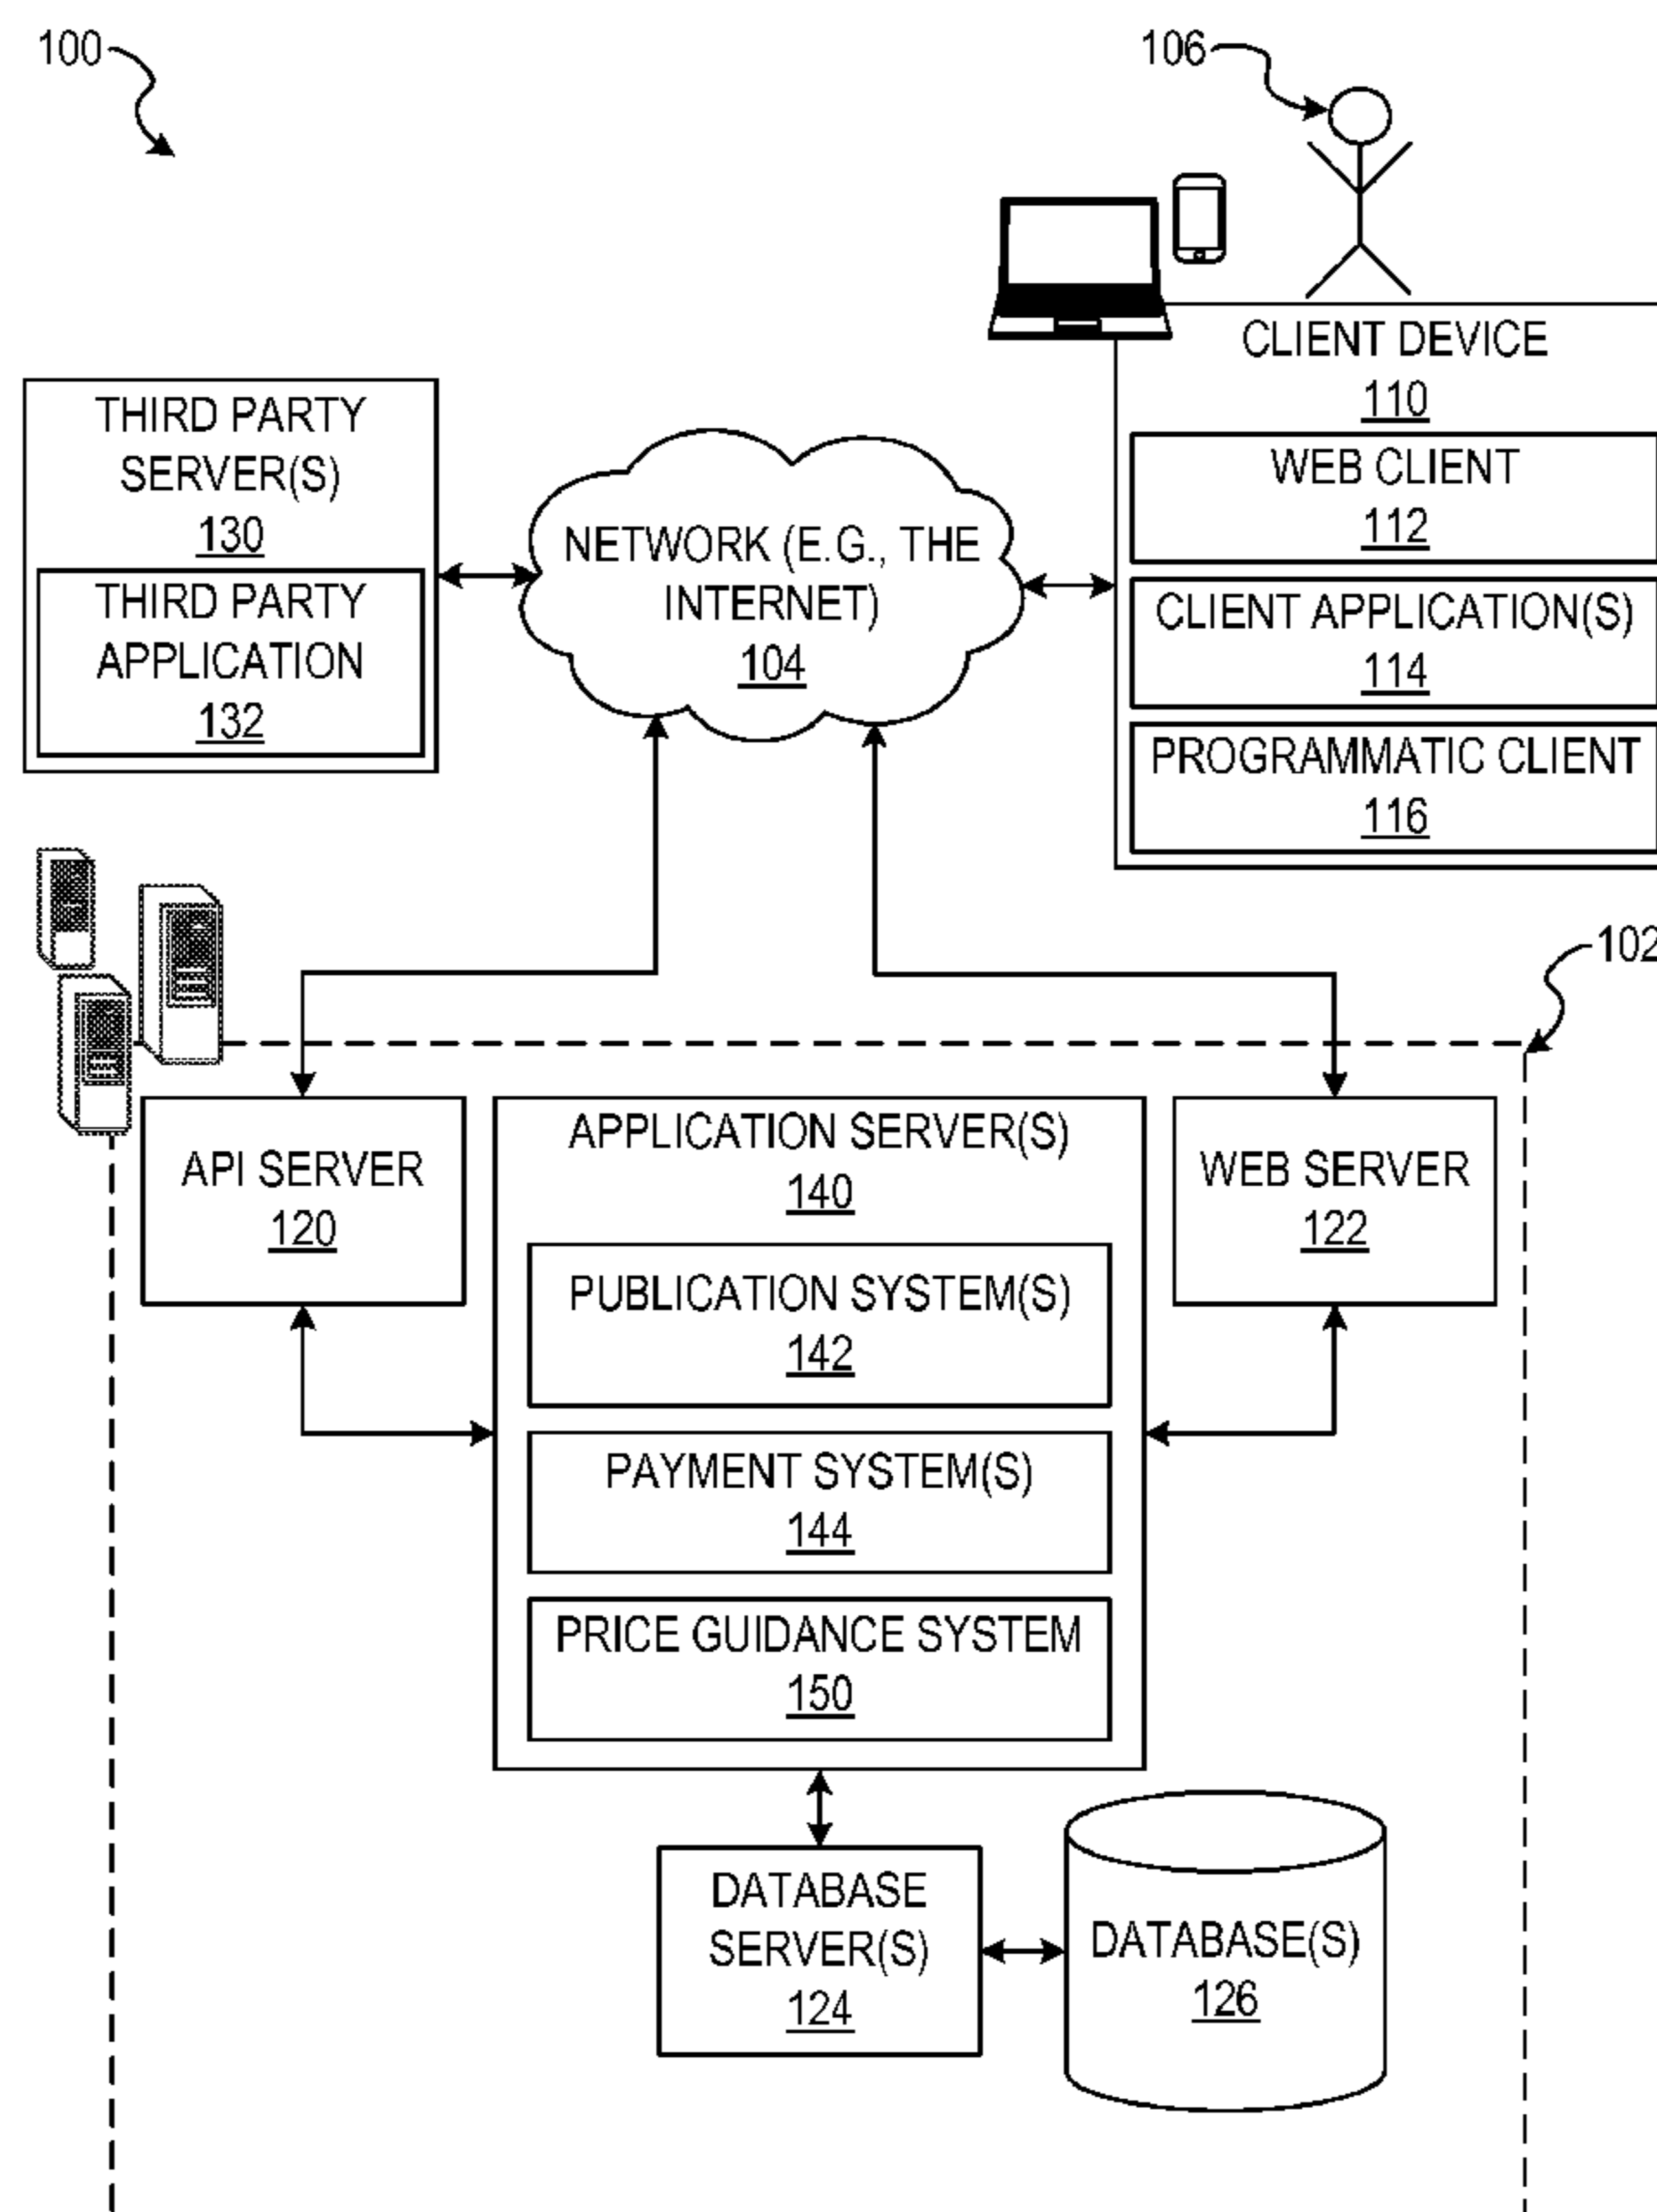 100
106
CLIENT DEVICE
110
WEB CLIENT
112
CLIENT APPLICATION(S)
114
PROGRAMMATIC CLIENT
116
THIRD PARTY
SERVER(S)
130
THIRD PARTY
APPLICATION
132
NETWORK (E.G., THE
INTERNET)
104
102
API SERVER
120
APPLICATION SERVER(S)
140
PUBLICATION SYSTEM(S)
142
PAYMENT SYSTEM(S)
144
PRICE GUIDANCE SYSTEM
150
WEB SERVER
122
DATABASE
SERVER(S)
124
DATABASE(S)
126